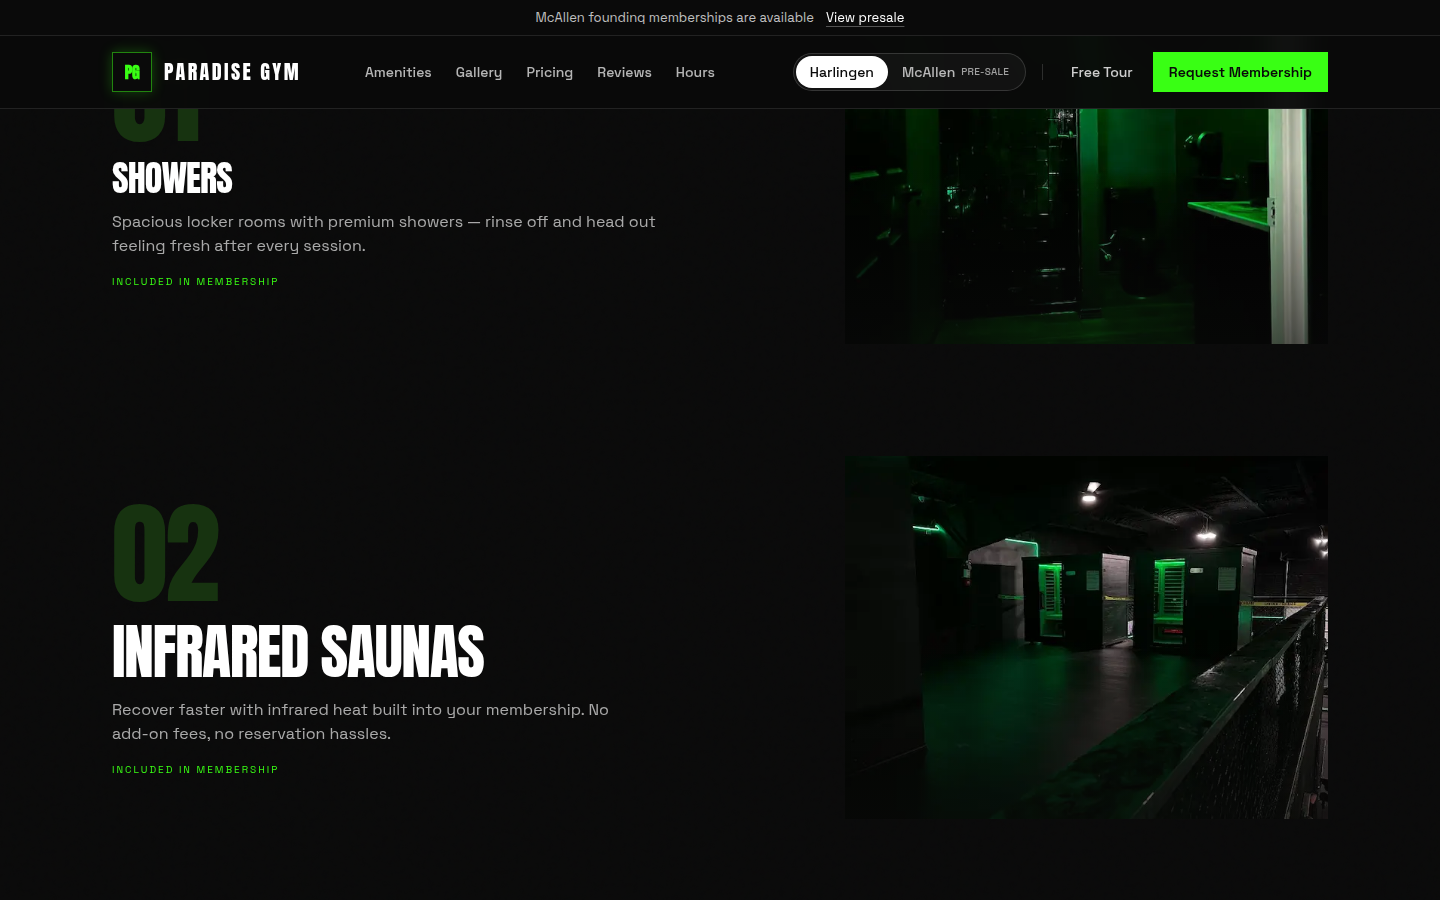 McAllen founding memberships are available View presale
PG PARADISE GYM Amenities Gallery Pricing Reviews Hours Harlingen McAllen PRE-SALE Free Tour Request Membership
01
SHOWERS
Spacious locker rooms with premium showers — rinse off and head out
feeling fresh after every session.
INCLUDED IN MEMBERSHIP
02
INFRARED SAUNAS
Recover faster with infrared heat built into your membership. No
add-on fees, no reservation hassles.
INCLUDED IN MEMBERSHIP